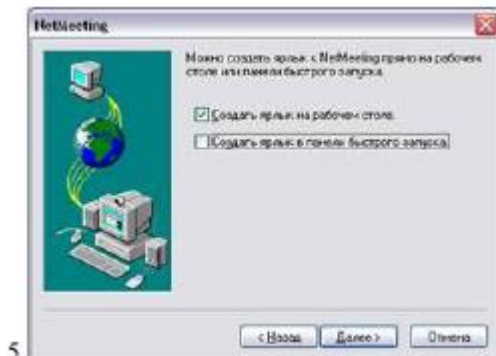 NetMeeting
Можно создать ярлык к NetMeeting прямо на рабочем
столе или панели быстрого запуска.
Создать ярлык на рабочем столе.
Создать ярлык в панели быстрого запуска.
< Назад
Далее >
Отмена
5